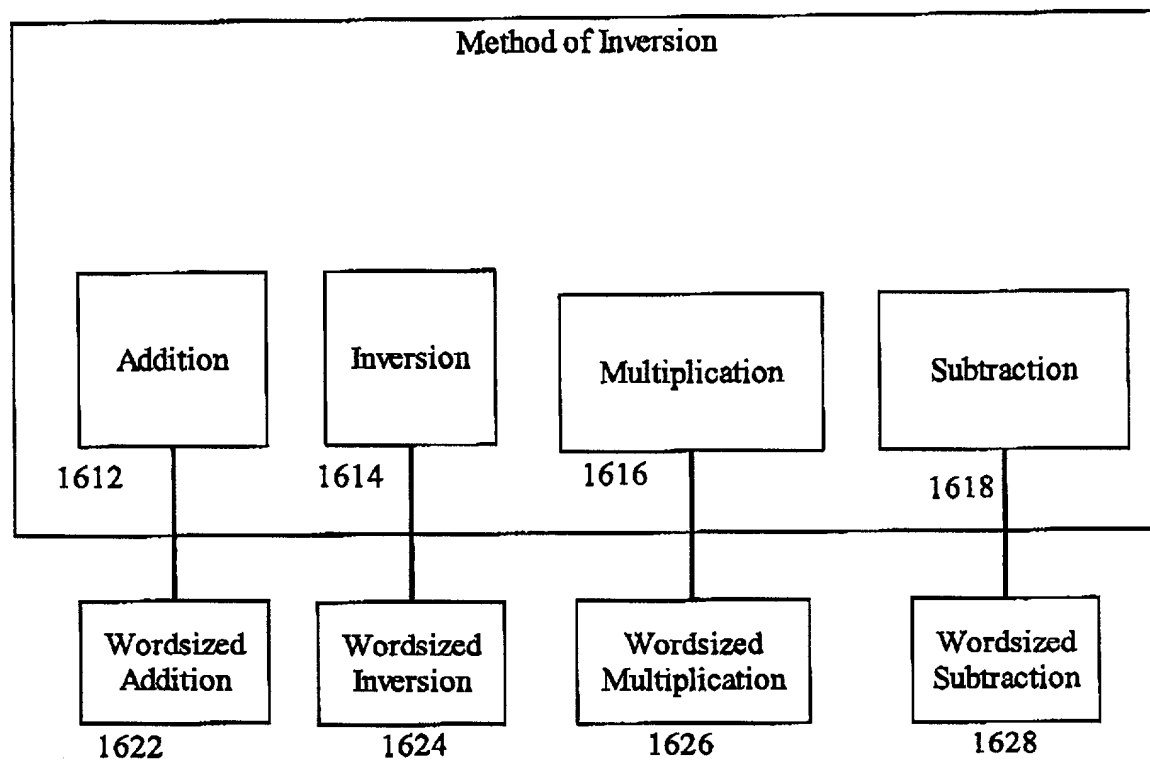 Method of Inversion
Addition
Inversion
Multiplication
Subtraction
1612
1614
1616
1618
Wordsized
Addition
Wordsized
Inversion
Wordsized
Multiplication
Wordsized
Subtraction
1622
1624
1626
1628